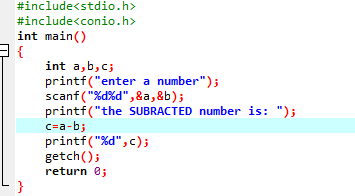 #include<stdio.h>
#include<conio.h>
int main()
{
int a,b,c;
printf("enter a number");
scanf("%d%d",&a,&b);
printf("the SUBRACTED number is: ");
c=a-b;
printf("%d",c);
getch();
return 0;
}